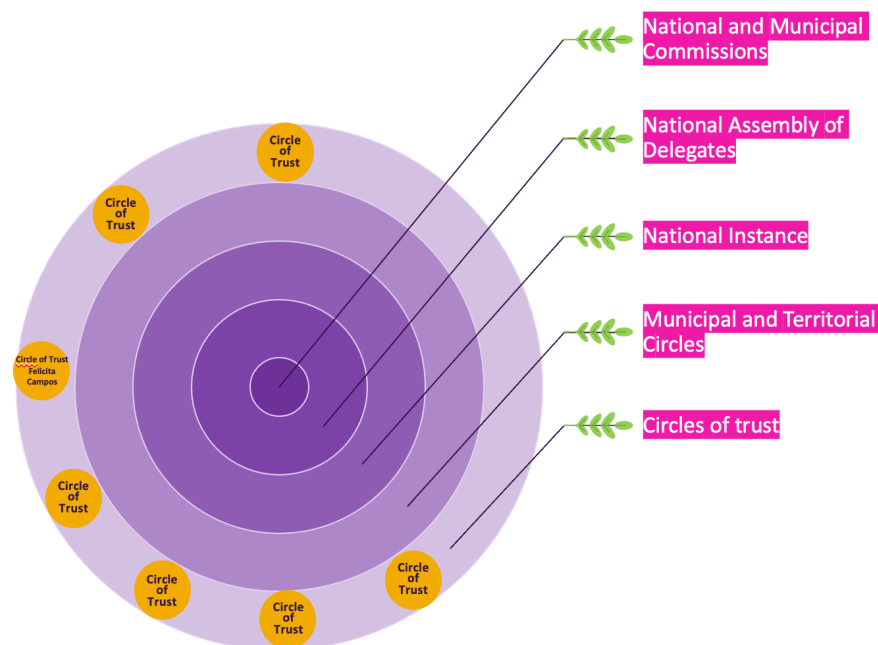 National and Municipal
Commissions
National Assembly of
Delegates
National Instance
Municipal and Territorial
Circles
Circles of trust
Circle
of
Trust
Circle
of
Trust
Circle of Trust
Felicita
Campos
Circle
of
Trust
Circle
of
Trust
Circle
of
Trust
Circle
of
Trust